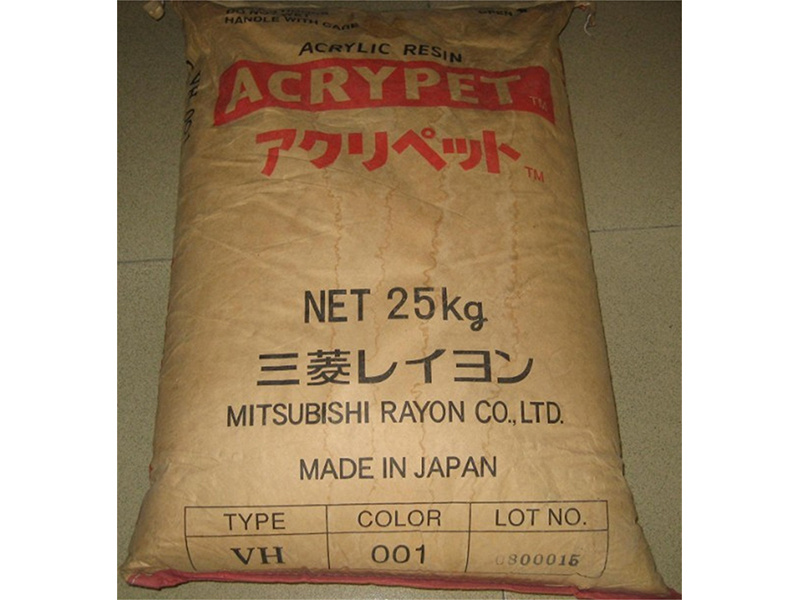 HANDLE WITH CARE
ACRYLIC RESIN
ACRYPET TM
アクリペット TM
NET 25kg
三菱レイヨン
MITSUBISHI RAYON CO.,LTD.
MADE IN JAPAN
TYPE COLOR LOT NO.
VH 001